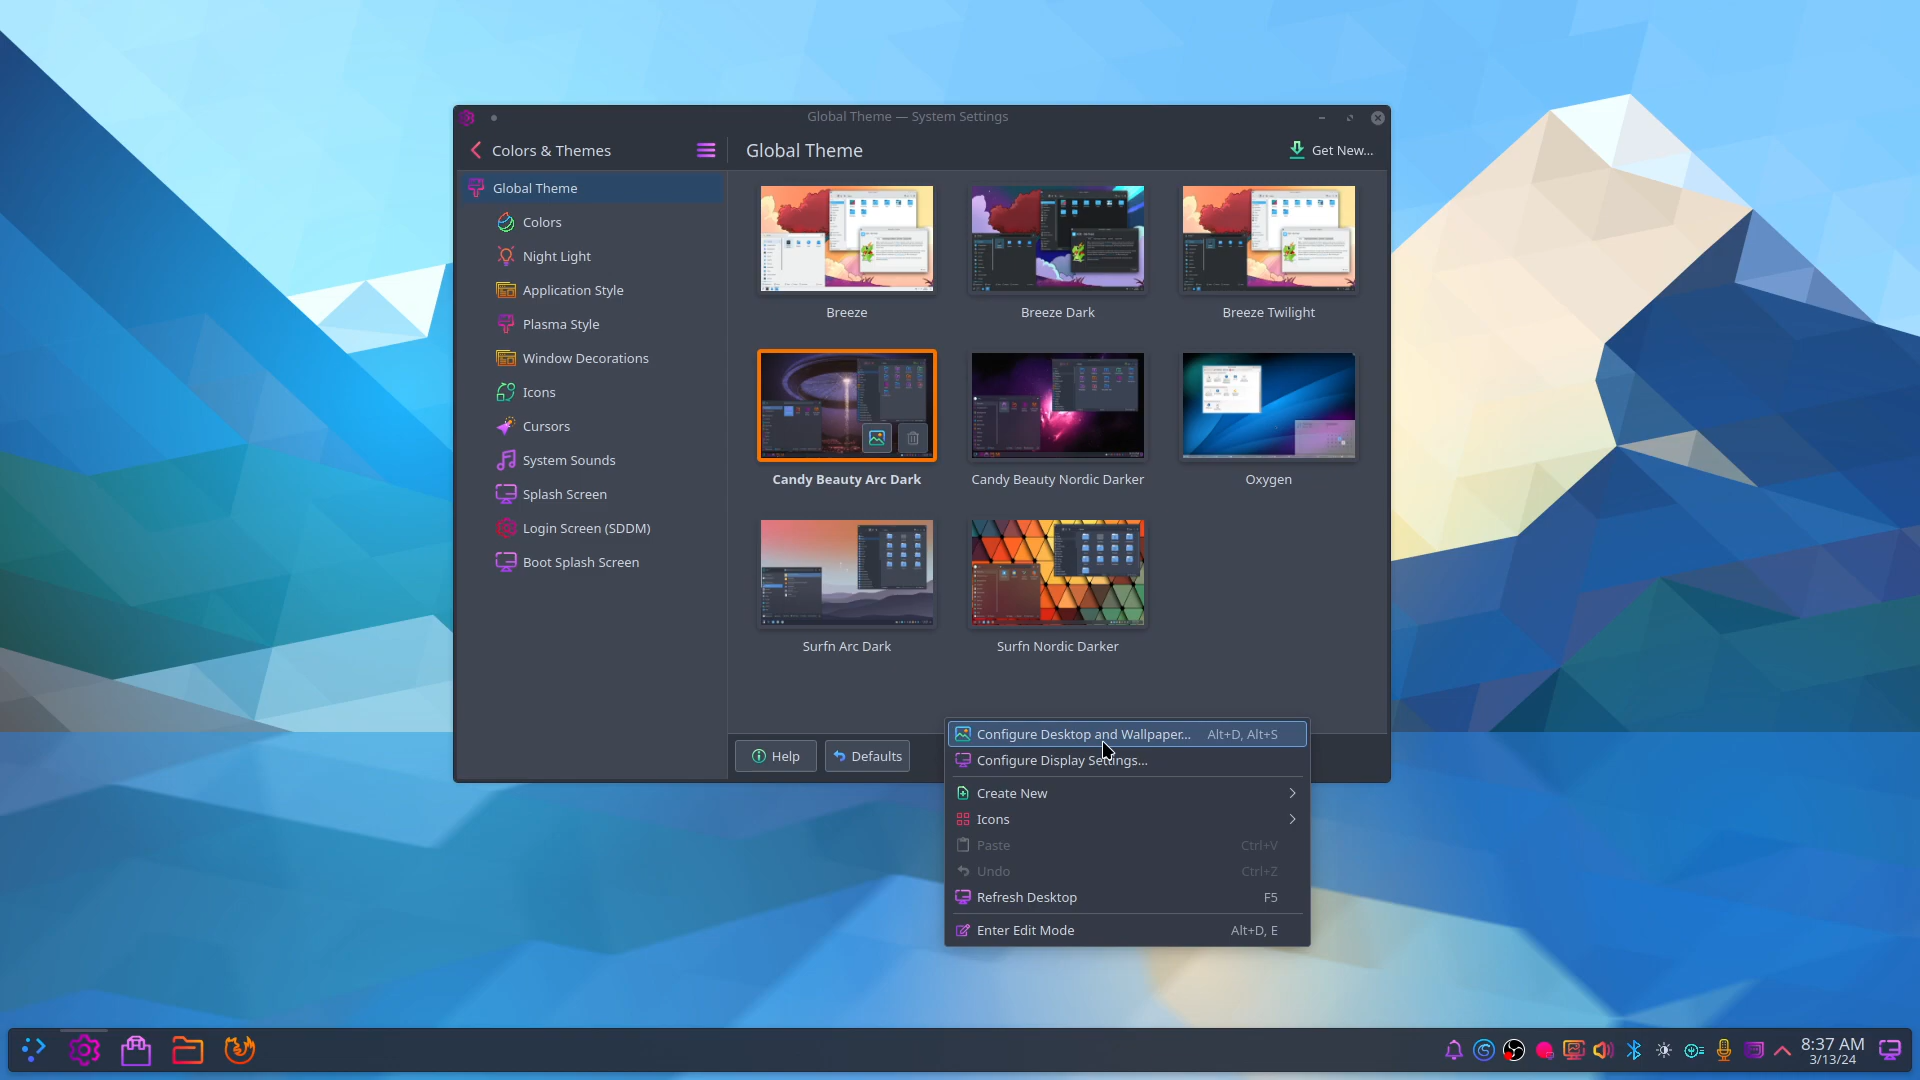 Global Theme — System Settings
Colors & Themes
Global Theme
Get New...
Global Theme
Colors
Night Light
Application Style
Plasma Style
Window Decorations
Icons
Cursors
System Sounds
Splash Screen
Login Screen (SDDM)
Boot Splash Screen
Breeze
Breeze Dark
Breeze Twilight
Candy Beauty Arc Dark
Candy Beauty Nordic Darker
Oxygen
Surfn Arc Dark
Surfn Nordic Darker
Help
Defaults
Configure Desktop and Wallpaper... Alt+D, Alt+S
Configure Display Settings...
Create New
Icons
Paste Ctrl+V
Undo Ctrl+Z
Refresh Desktop F5
Enter Edit Mode Alt+D, E
8:37 AM
3/13/24